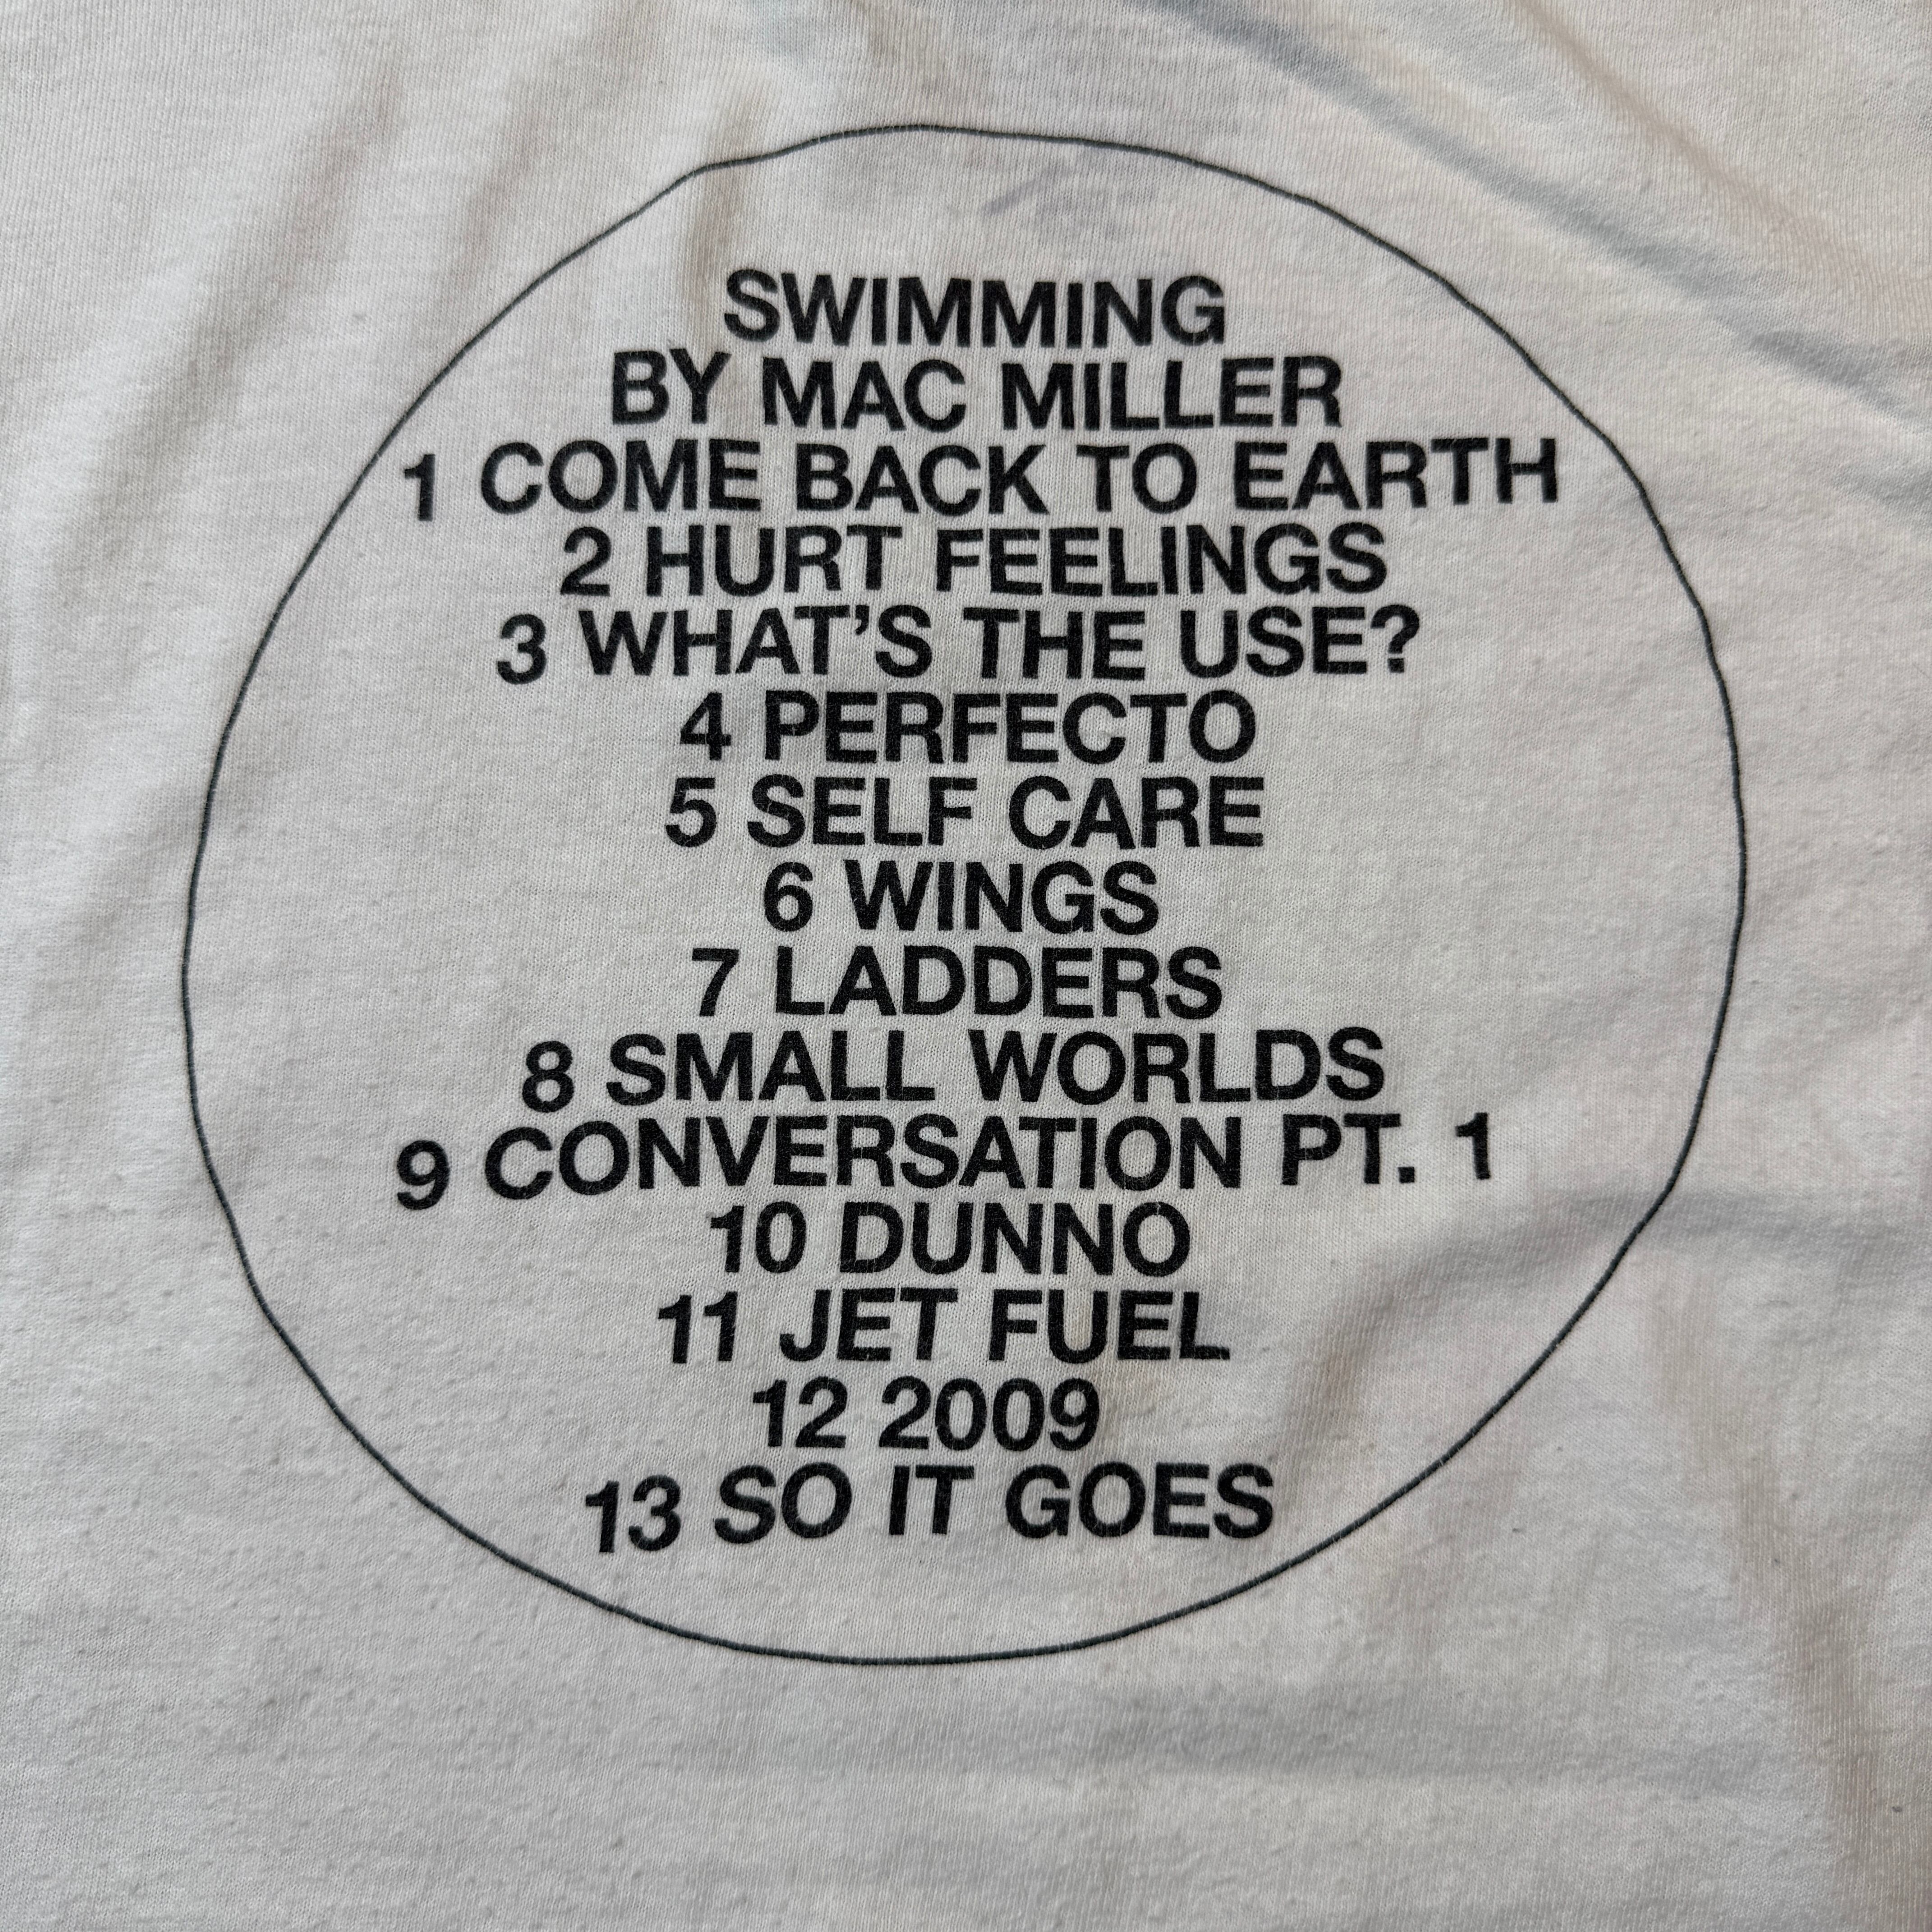 SWIMMING
BY MAC MILLER
1 COME BACK TO EARTH
2 HURT FEELINGS
3 WHAT’S THE USE?
4 PERFECTO
5 SELF CARE
6 WINGS
7 LADDERS
8 SMALL WORLDS
9 CONVERSATION PT. 1
10 DUNNO
11 JET FUEL
12 2009
13 SO IT GOES